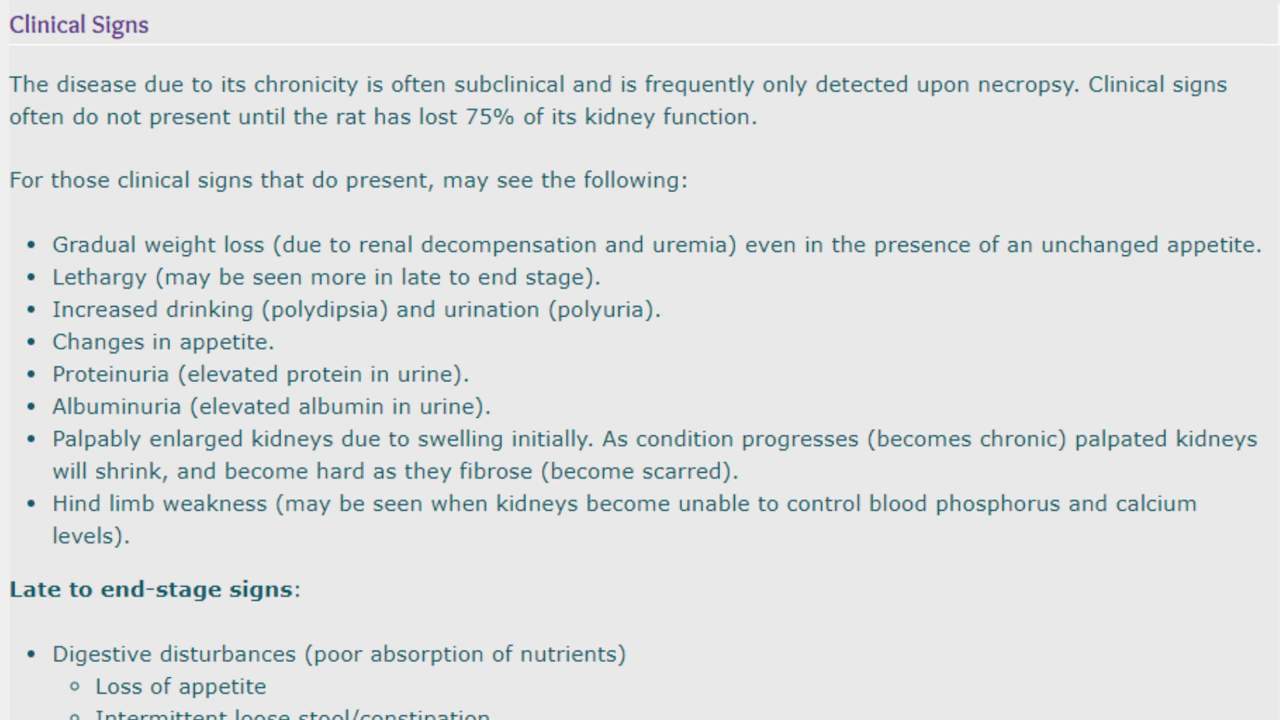 Clinical Signs
The disease due to its chronicity is often subclinical and is frequently only detected upon necropsy. Clinical signs
often do not present until the rat has lost 75% of its kidney function.
For those clinical signs that do present, may see the following:
• Gradual weight loss (due to renal decompensation and uremia) even in the presence of an unchanged appetite.
• Lethargy (may be seen more in late to end stage).
• Increased drinking (polydipsia) and urination (polyuria).
• Changes in appetite.
• Proteinuria (elevated protein in urine).
• Albuminuria (elevated albumin in urine).
• Palpably enlarged kidneys due to swelling initially. As condition progresses (becomes chronic) palpated kidneys
will shrink, and become hard as they fibrose (become scarred).
• Hind limb weakness (may be seen when kidneys become unable to control blood phosphorus and calcium
levels).
Late to end-stage signs:
• Digestive disturbances (poor absorption of nutrients)
◦ Loss of appetite
◦ Intermittent loose stool/constipation